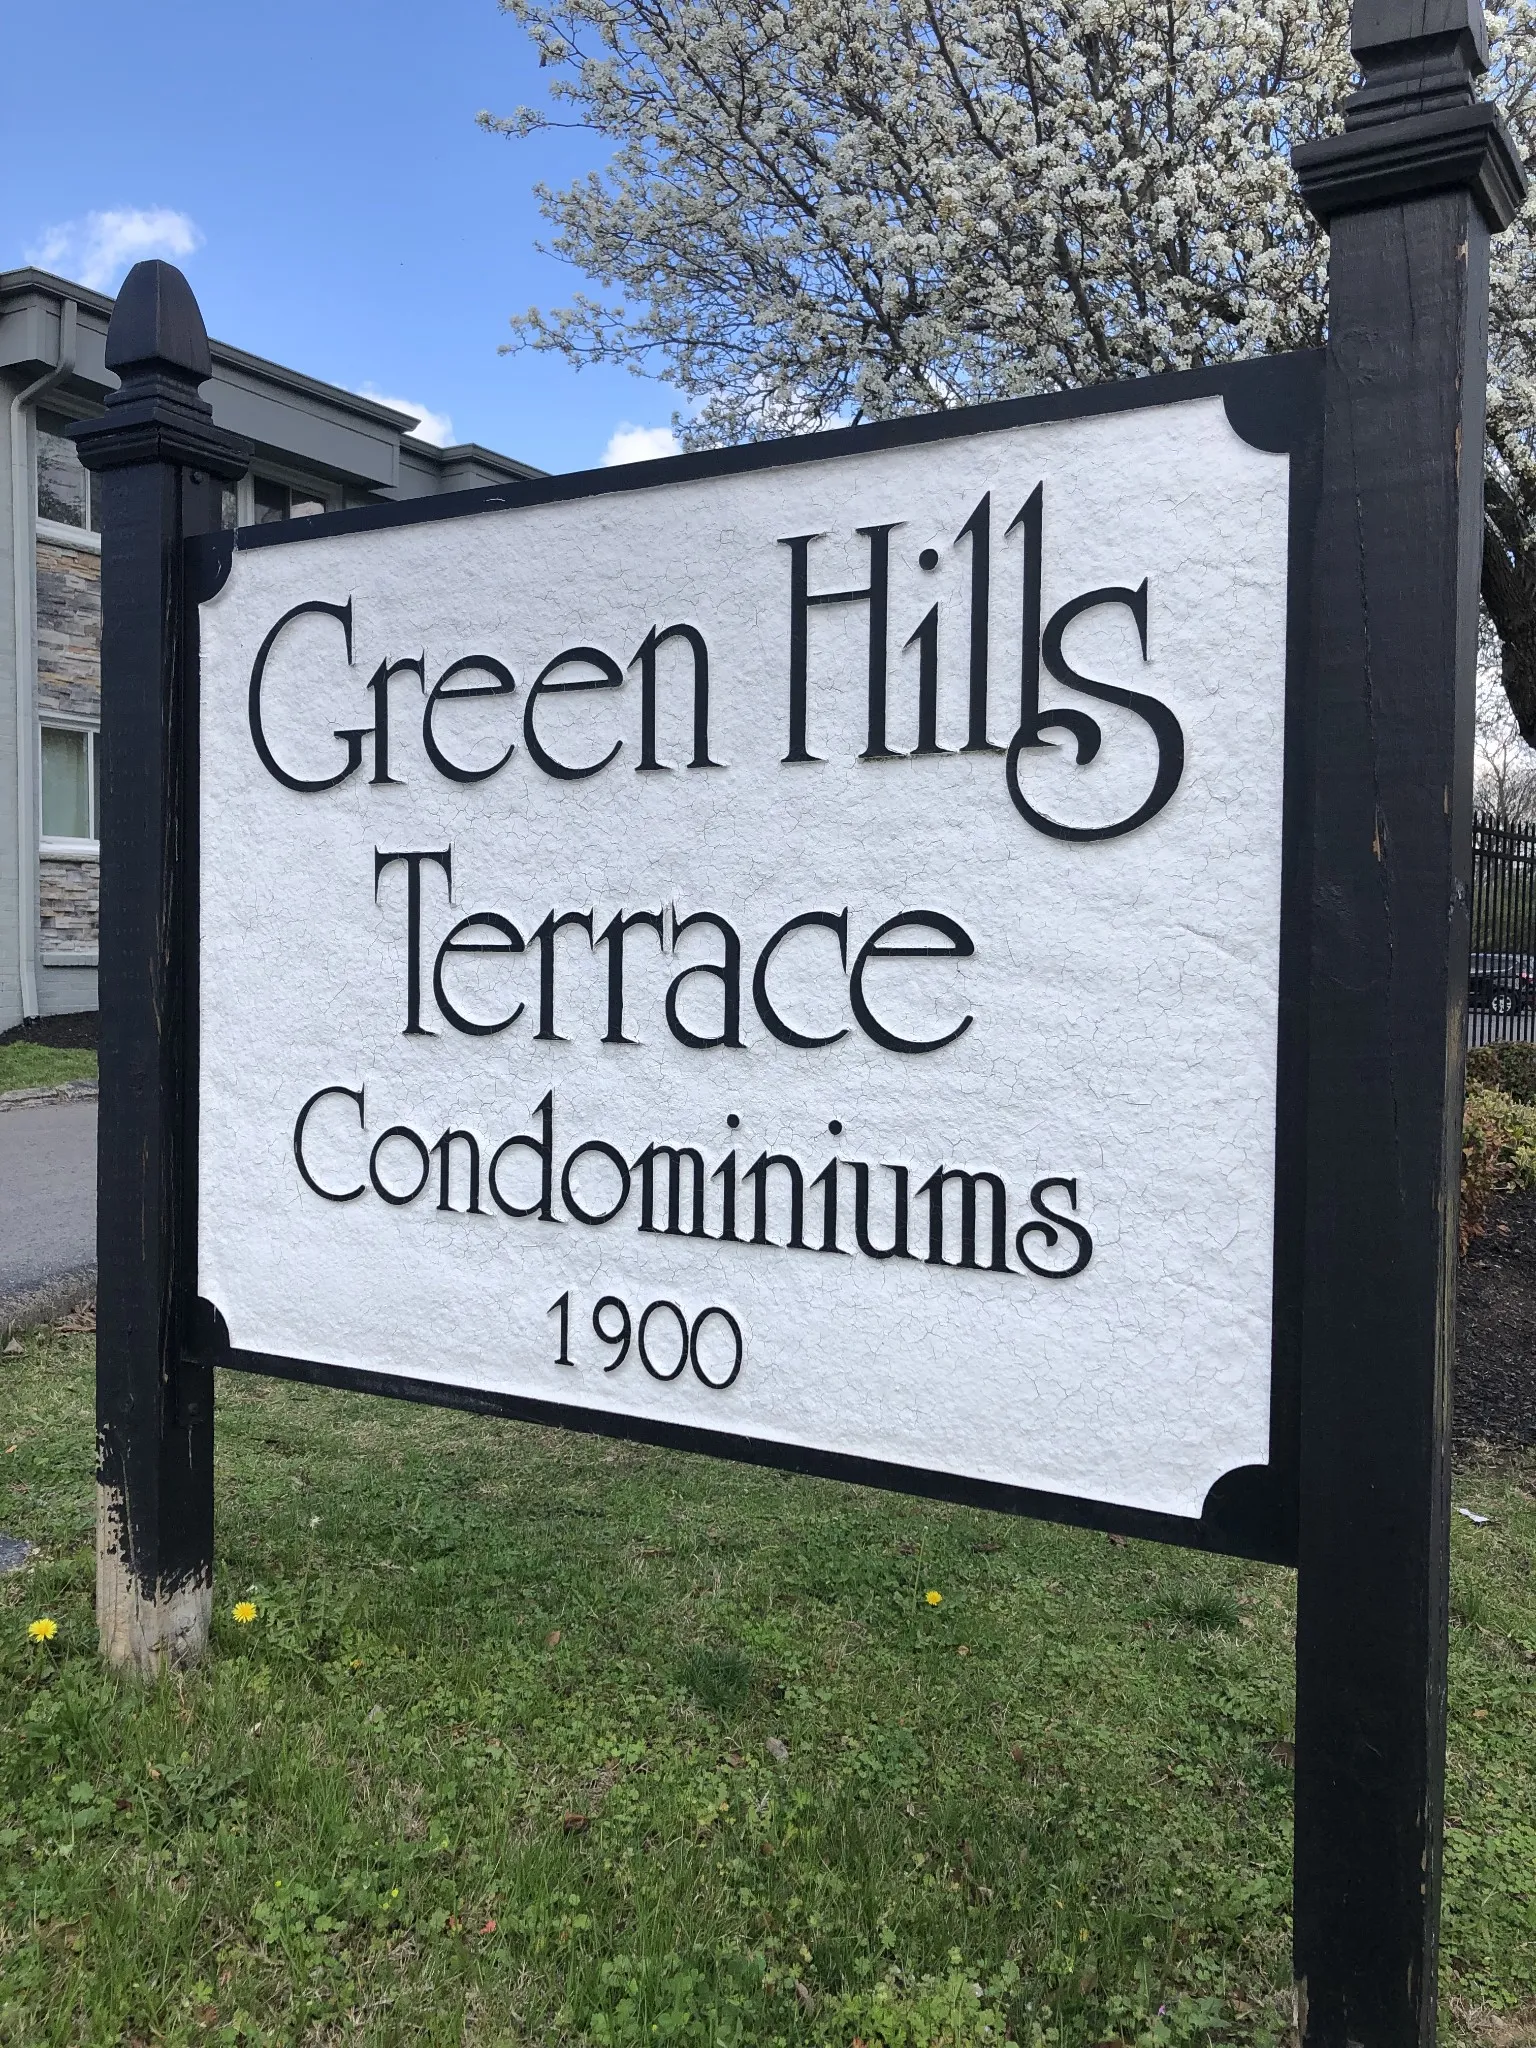 Green Hills
Terrace
Condominiums
1900